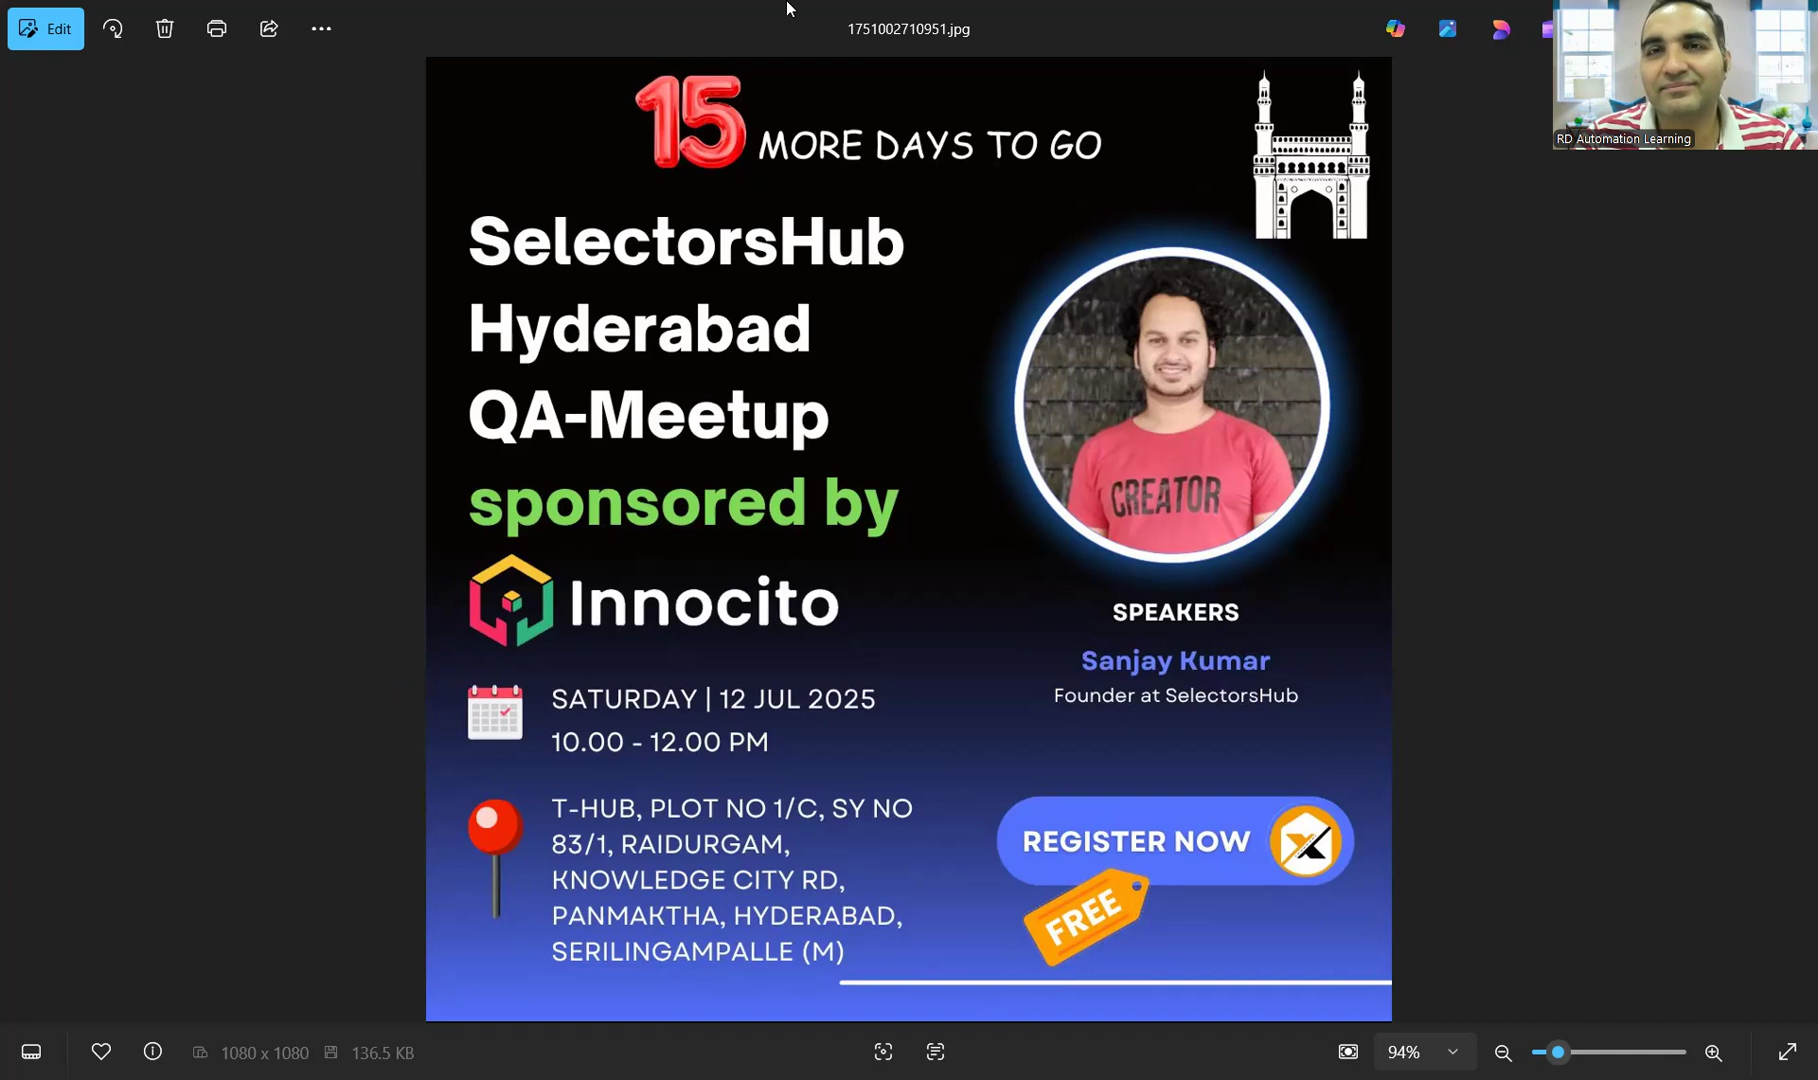 Edit
1751002710951.jpg
RD Automation Learning
15 MORE DAYS TO GO
SelectorsHub
Hyderabad
QA-Meetup
sponsored by
Innocito
CREATOR
SPEAKERS
Sanjay Kumar
Founder at SelectorsHub
SATURDAY | 12 JUL 2025
10.00 - 12.00 PM
T-HUB, PLOT NO 1/C, SY NO
83/1, RAIDURGAM,
KNOWLEDGE CITY RD,
PANMAKTHA, HYDERABAD,
SERILINGAMPALLE (M)
REGISTER NOW
FREE
1080 x 1080
136.5 KB
94%